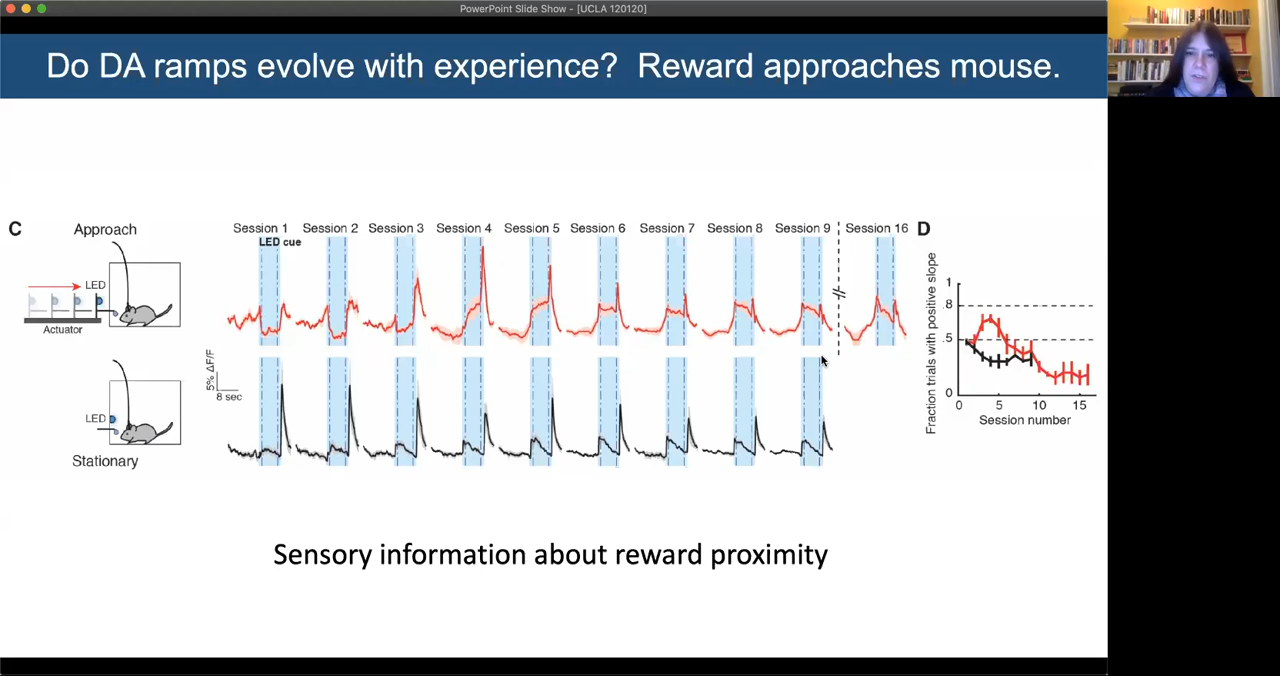 PowerPoint Slide Show - [UCLA 120120]
Do DA ramps evolve with experience? Reward approaches mouse.
C
Approach
LED
Actuator
LED
Stationary
Session 1 Session 2 Session 3 Session 4 Session 5 Session 6 Session 7 Session 8 Session 9 Session 16
LED cue
5% ΔF/F
8 sec
D
Fraction trials with positive slope
1
.8
.5
0
0 5 10 15
Session number
Sensory information about reward proximity